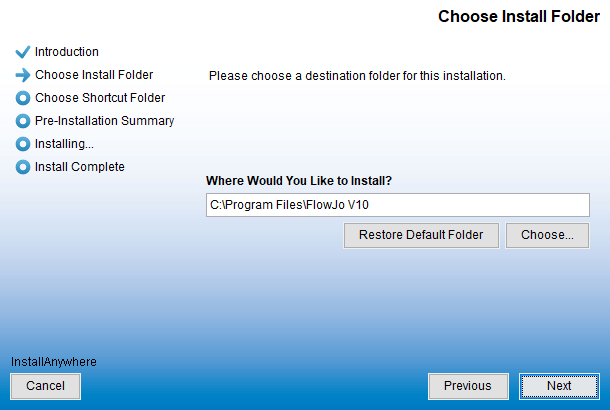 Choose Install Folder
Introduction
Choose Install Folder
Choose Shortcut Folder
Pre-Installation Summary
Installing...
Install Complete
Please choose a destination folder for this installation.
Where Would You Like to Install?
C:\Program Files\FlowJo V10
Restore Default Folder
Choose...
InstallAnywhere
Cancel
Previous
Next